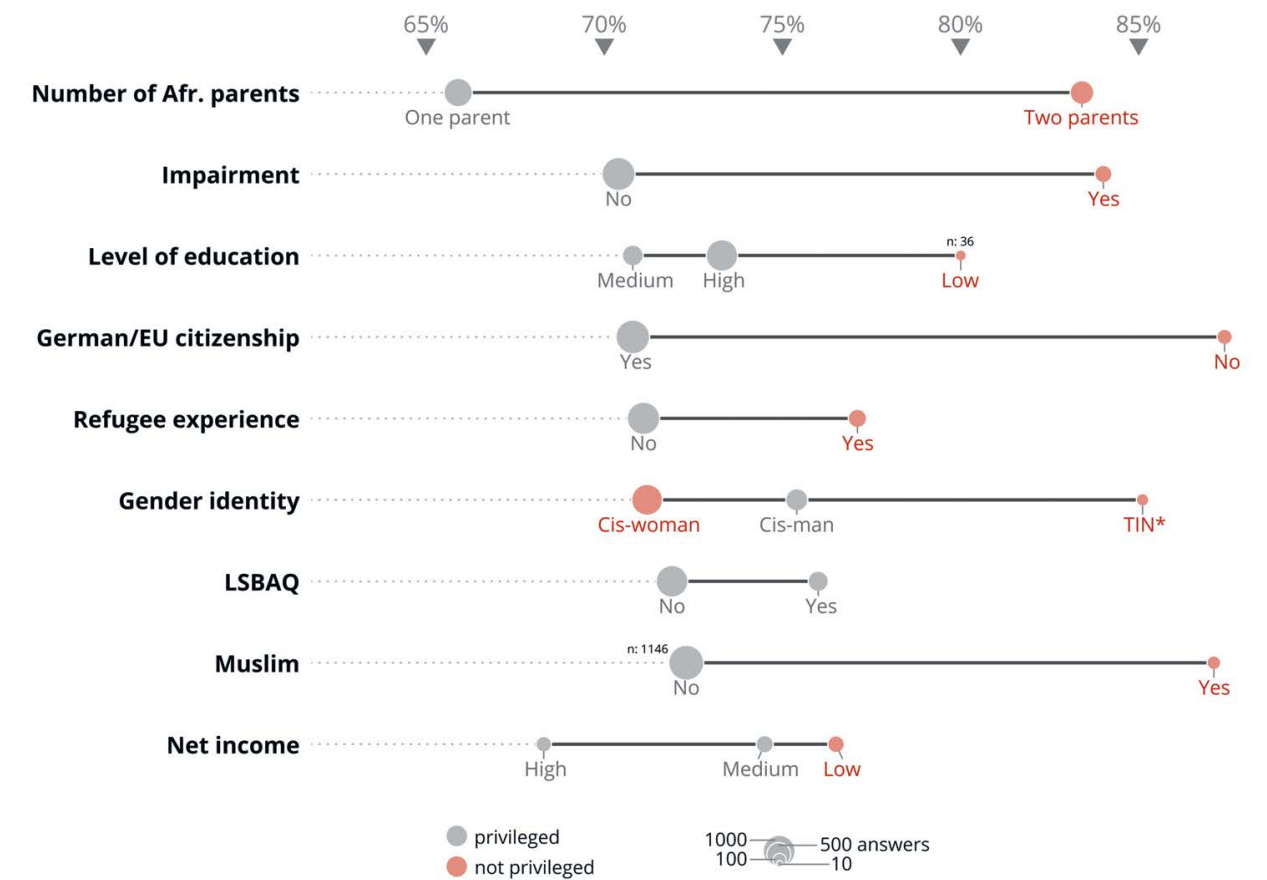 65% 70% 75% 80% 85%
Number of Afr. parents
One parent Two parents
Impairment
No Yes
n: 36
Level of education
Medium High Low
German/EU citizenship
Yes No
Refugee experience
No Yes
Gender identity
Cis-woman Cis-man TIN*
LSBAQ
No Yes
n: 1146
Muslim
No Yes
Net income
High Medium Low
privileged
not privileged
1000 500 answers
100 10